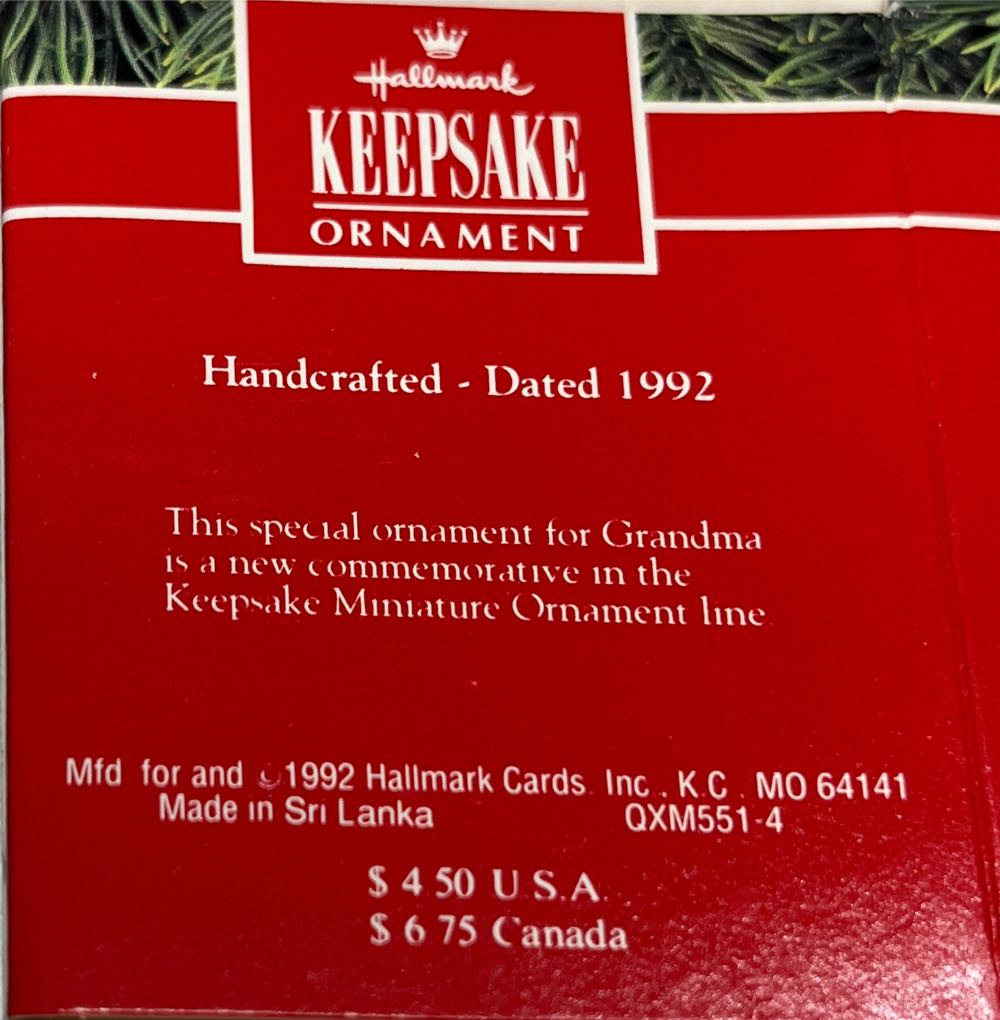 Hallmark
KEEPSAKE
ORNAMENT
Handcrafted - Dated 1992
This special ornament for Grandma
is a new commemorative in the
Keepsake Miniature Ornament line.
Mfd. for and ©1992 Hallmark Cards, Inc., K.C., MO 64141
Made in Sri Lanka QXM551-4
$ 4.50 U.S.A.
$ 6.75 Canada